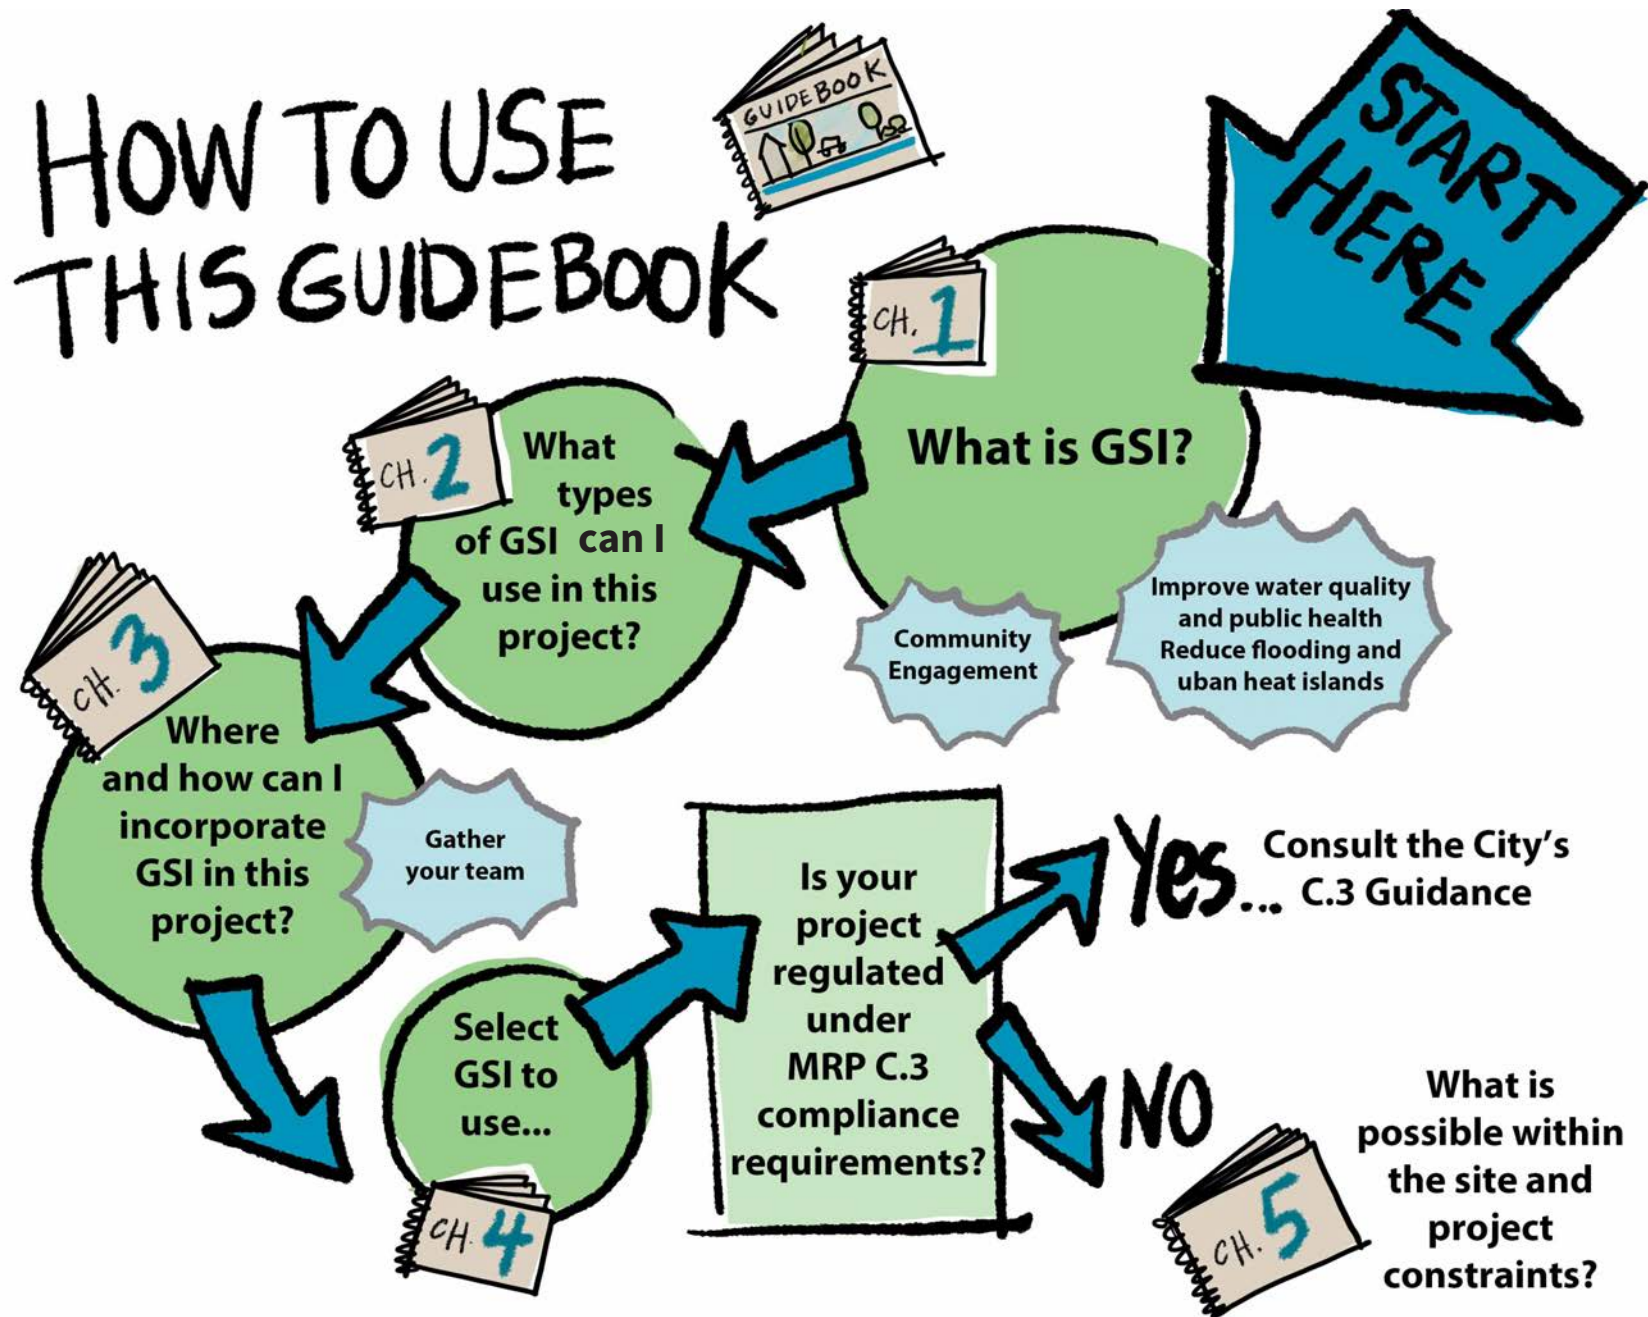 HOW TO USE
THIS GUIDEBOOK
GUIDEBOOK
START
HERE
CH. 1
What is GSI?
Community
Engagement
Improve water quality
and public health
Reduce flooding and
uban heat islands
CH. 2
What
types
of GSI can I
use in this
project?
CH. 3
Where
and how can I
incorporate
GSI in this
project?
Gather
your team
Select
GSI to
use...
CH. 4
Is your
project
regulated
under
MRP C.3
compliance
requirements?
Yes...
Consult the City's
C.3 Guidance
NO
CH. 5
What is
possible within
the site and
project
constraints?